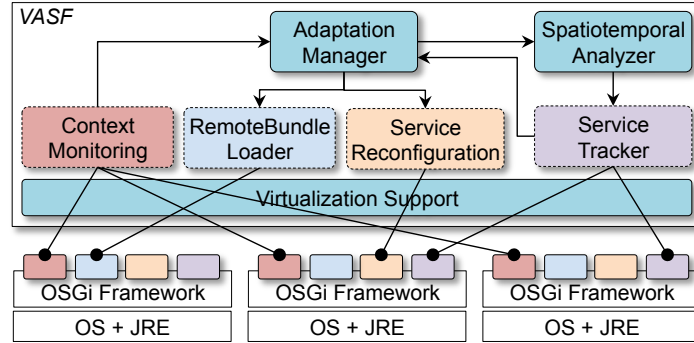 VASF
Adaptation
Manager
Spatiotemporal
Analyzer
Context
Monitoring
RemoteBundle
Loader
Service
Reconfiguration
Service
Tracker
Virtualization Support
OSGi Framework
OSGi Framework
OSGi Framework
OS + JRE
OS + JRE
OS + JRE